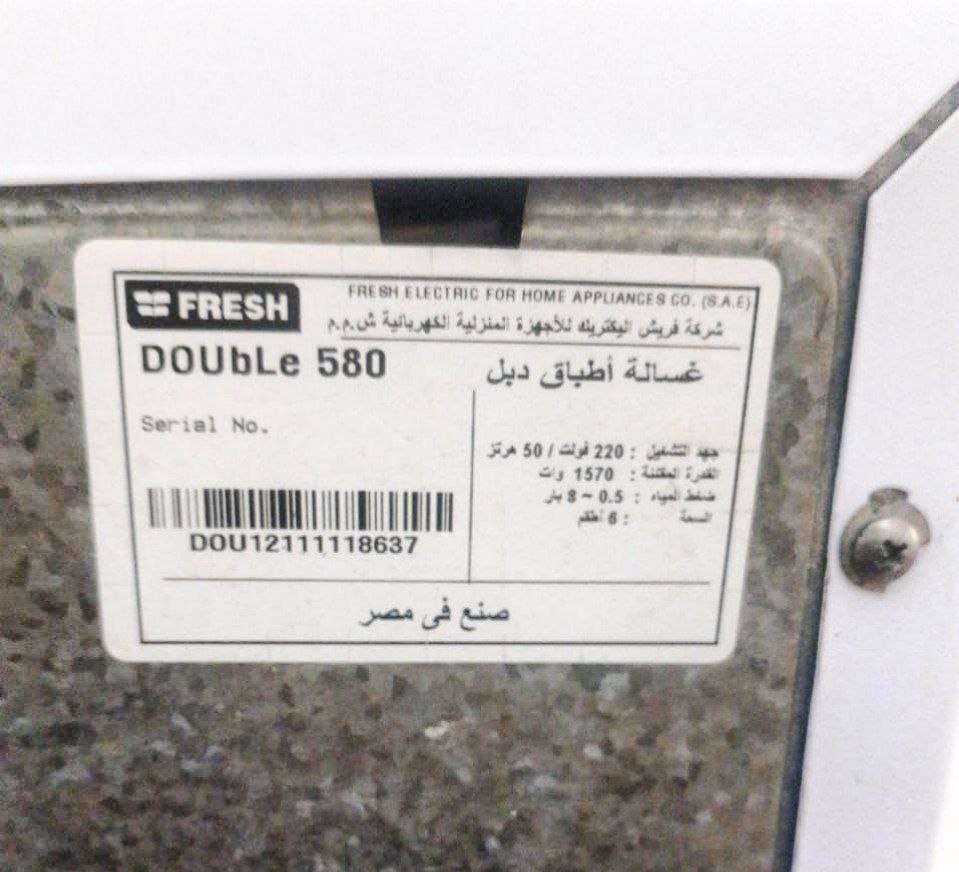 FRESH
FRESH ELECTRIC FOR HOME APPLIANCES CO. (S.A.E)
شركة فريش اليكتريك للأجهزة المنزلية الكهربائية ش.م.م
DOUbLe 580
غسالة أطباق دبل
Serial No.
جهد التشغيل : 220 فولت / 50 هرتز
القدرة المقننة : 1570 وات
ضغط المياه : 0.5 ~ 8 بار
السعة : 6 أطقم
DOU12111118637
صنع فى مصر